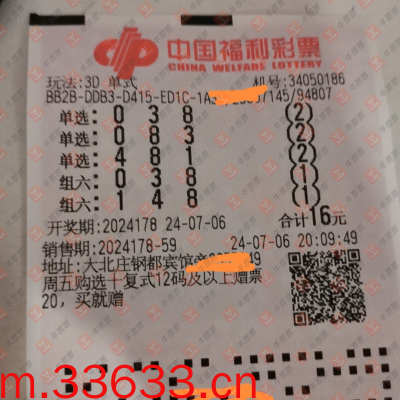 中国福利彩票
CHINA WELFARE LOTTERY
玩法:3D 单式 机号:34050186
BB2B-DDB3-D415-ED1C-1A 7145/94807
单选: 0 3 8 (2)
单选: 0 8 3 (2)
单选: 4 8 1 (2)
组六: 0 3 8 (1)
组六: 1 4 8 (1)
开奖期:2024178 24-07-06 合计16元
销售期:2024178-59 24-07-06 20:09:49
地址:大北庄钢都宾馆 49
周五购选十复式12码及以上赠票
20,买就赠
m.33633.cn